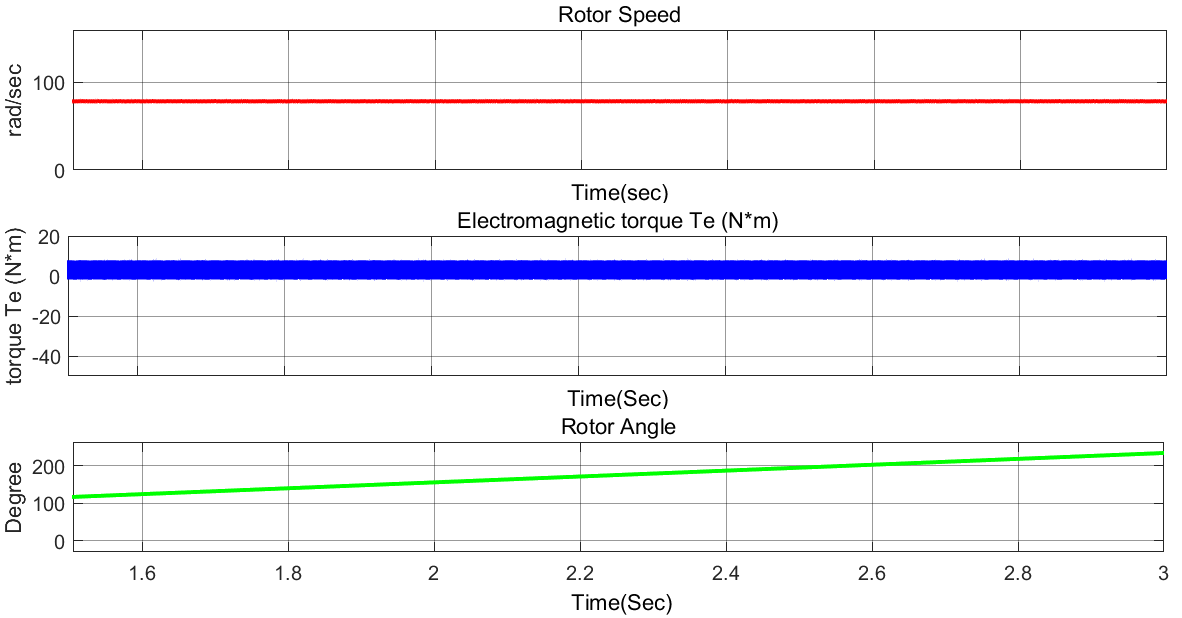 Rotor Speed
rad/sec
100
0
Time(sec)
Electromagnetic torque Te (N*m)
torque Te (N*m)
20
0
-20
-40
Time(Sec)
Rotor Angle
Degree
200
100
0
1.6 1.8 2 2.2 2.4 2.6 2.8 3
Time(Sec)